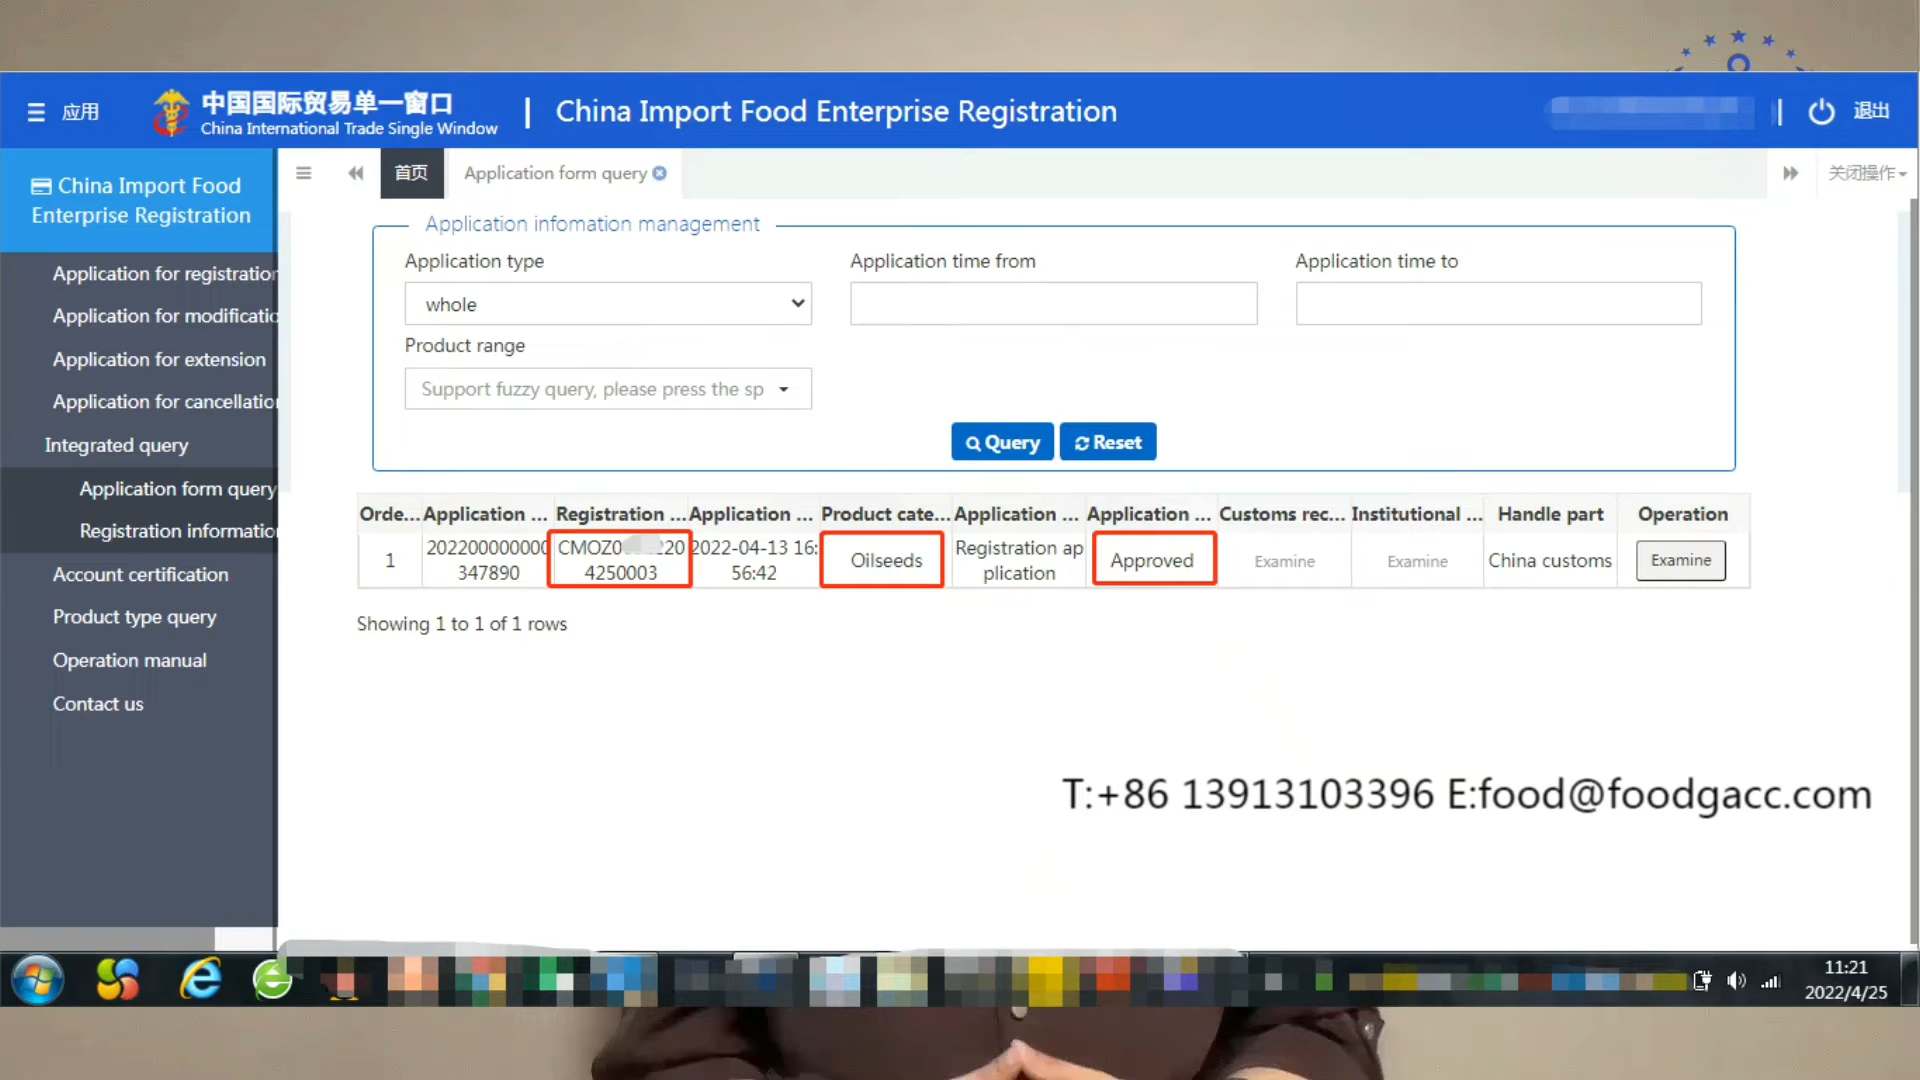 应用
中国国际贸易单一窗口
China International Trade Single Window
China Import Food Enterprise Registration
退出
China Import Food
Enterprise Registration
首页
Application form query
关闭操作
Application for registration
Application for modificatio
Application for extension
Application for cancellation
Integrated query
Application form query
Registration information
Account certification
Product type query
Operation manual
Contact us
Application infomation management
Application type
Application time from
Application time to
whole
Product range
Support fuzzy query, please press the sp
Query
Reset
Orde... Application ... Registration ... Application ... Product cate... Application ... Application ... Customs rec... Institutional ... Handle part Operation
1
202200000000
347890
CMOZ0 220
4250003
2022-04-13 16:
56:42
Oilseeds
Registration ap
plication
Approved
Examine
Examine
China customs
Examine
Showing 1 to 1 of 1 rows
T:+86 13913103396 E:food@foodgacc.com
11:21
2022/4/25